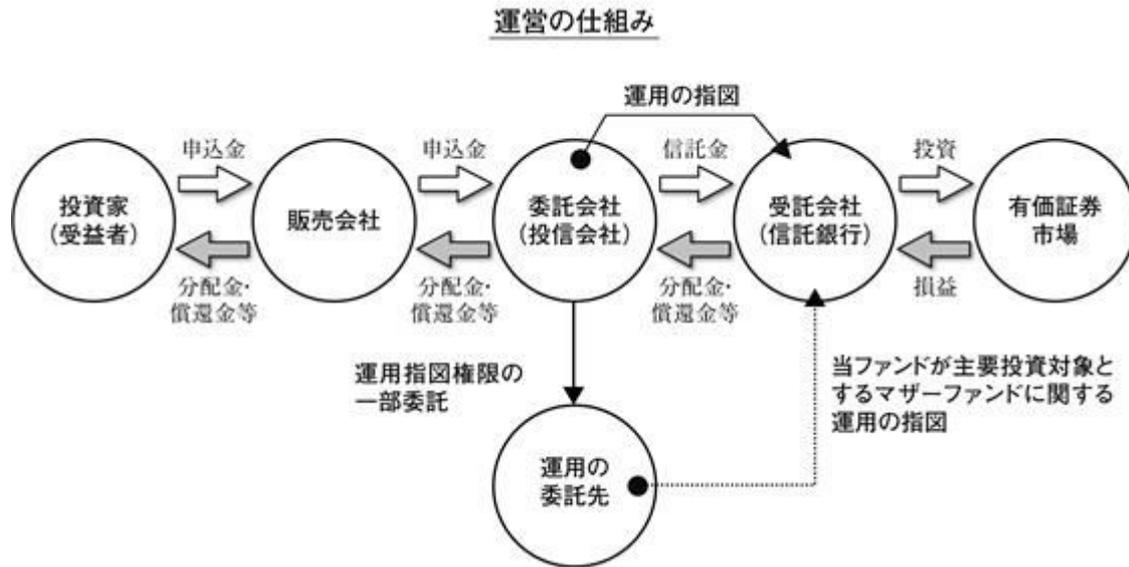 運営の仕組み
運用の指図
申込金
申込金
信託金
投資
投資家
(受益者)
販売会社
委託会社
(投信会社)
受託会社
(信託銀行)
有価証券
市場
分配金・
償還金等
分配金・
償還金等
分配金・
償還金等
損益
運用指図権限の
一部委託
当ファンドが主要投資対象と
するマザーファンドに関する
運用の指図
運用の
委託先